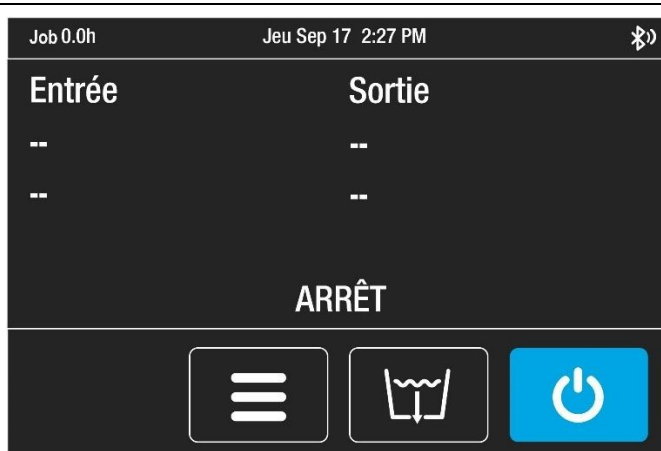 Job 0.0h Jeu Sep 17 2:27 PM
Entrée Sortie
-- --
-- --
ARRÊT